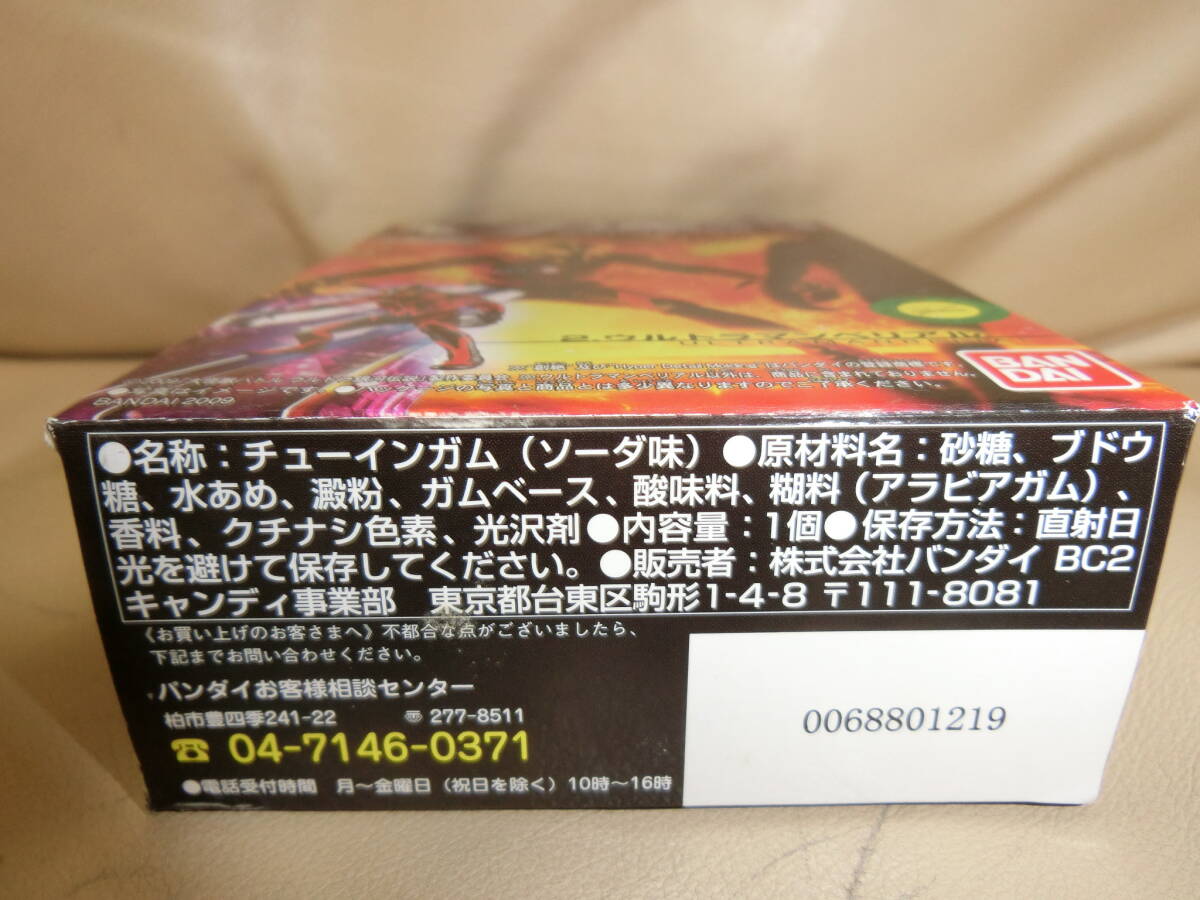 2.ウルトラマンベリアル
BAN
DAI
BANDAI 2009
●名称：チューインガム（ソーダ味）●原材料名：砂糖、ブドウ
糖、水あめ、澱粉、ガムベース、酸味料、糊料（アラビアガム）、
香料、クチナシ色素、光沢剤●内容量：1個●保存方法：直射日
光を避けて保存してください。●販売者：株式会社バンダイ BC2
キャンディ事業部　東京都台東区駒形1-4-8 〒111-8081
《お買い上げのお客さまへ》不都合な点がございましたら、
下記までお問い合わせください。
バンダイお客様相談センター
柏市豊四季241-22　〠 277-8511
☎ 04-7146-0371
●電話受付時間　月～金曜日（祝日を除く）10時～16時
0068801219